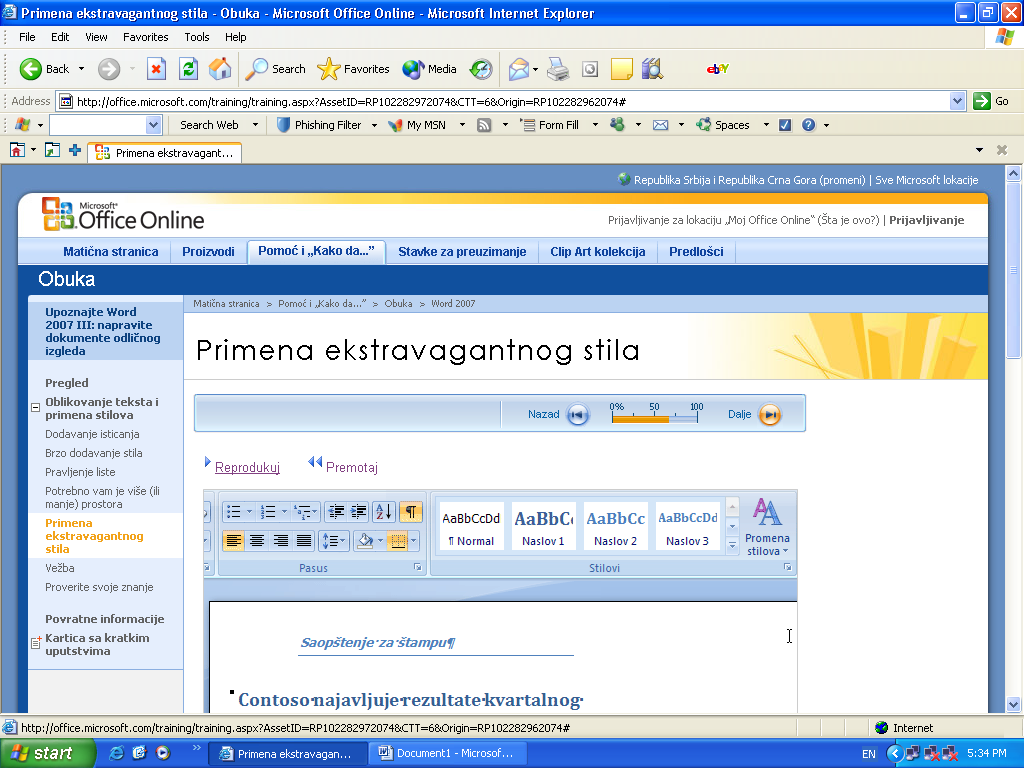 Primena ekstravagantnog stila - Obuka - Microsoft Office Online - Microsoft Internet Explorer
File Edit View Favorites Tools Help
Back Search Favorites Media ebY
Address http://office.microsoft.com/training/training.aspx?AssetID=RP102282972074&CTT=6&Origin=RP102282962074# Go
Search Web Phishing Filter My MSN Form Fill Spaces
Primena ekstravagant...
Republika Srbija i Republika Crna Gora (promeni) | Sve Microsoft lokacije
Microsoft®
Office Online
Prijavljivanje za lokaciju „Moj Office Online“ (Šta je ovo?) | Prijavljivanje
Matična stranica Proizvodi Pomoć i „Kako da...” Stavke za preuzimanje Clip Art kolekcija Predlošci
Obuka
Matična stranica > Pomoć i „Kako da...” > Obuka > Word 2007
Upoznajte Word
2007 III: napravite
dokumente odličnog
izgleda
Pregled
Oblikovanje teksta i
primena stilova
Dodavanje isticanja
Brzo dodavanje stila
Pravljenje liste
Potrebno vam je više (ili
manje) prostora
Primena
ekstravagantnog
stila
Vežba
Proverite svoje znanje
Povratne informacije
Kartica sa kratkim
uputstvima
Primena ekstravagantnog stila
Nazad 0% 50 100 Dalje
Reprodukuj Premotaj
AaBbCcDd AaBbCc AaBbCc AaBbCcDd
¶ Normal Naslov 1 Naslov 2 Naslov 3
Promena
stilova
Pasus Stilovi
Saopštenje·za·štampu¶
Contoso·najavljuje·rezultate·kvartalnog·
http://office.microsoft.com/training/training.aspx?AssetID=RP102282972074&CTT=6&Origin=RP102282962074# Internet
start Primena ekstravagan... Document1 - Microsof... EN 5:34 PM